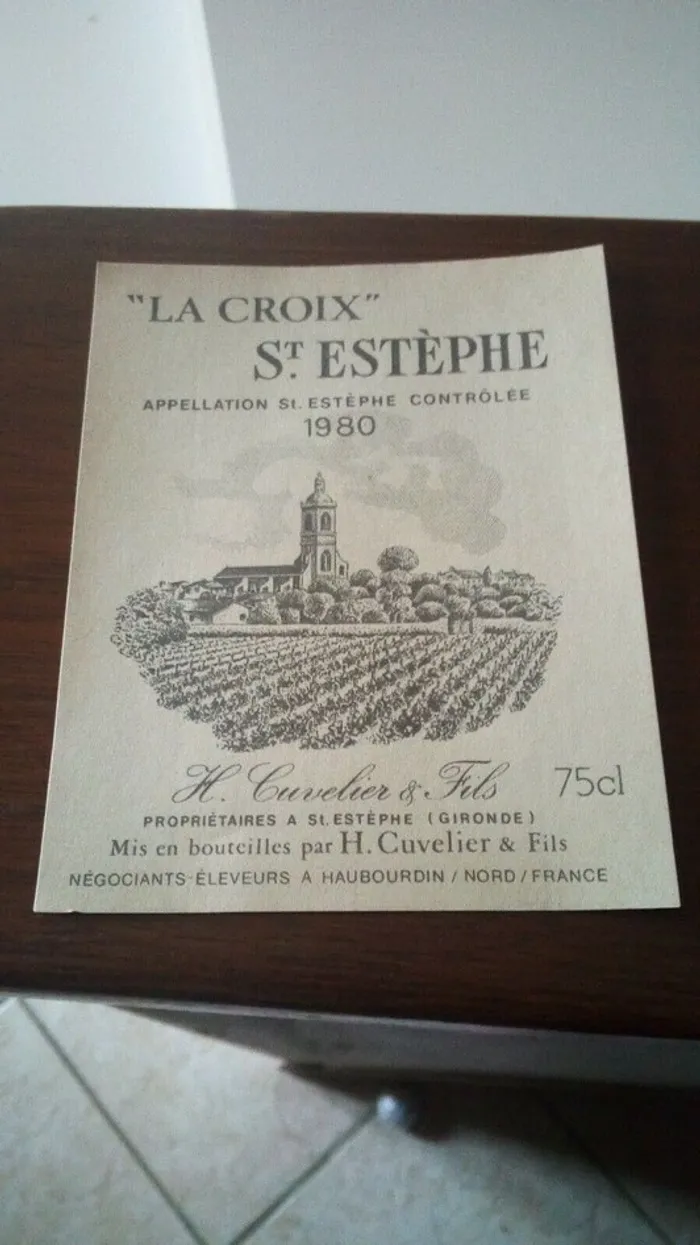 "LA CROIX"
ST. ESTÈPHE
APPELLATION St. ESTÈPHE CONTRÔLÉE
1980
H. Cuvelier & Fils 75cl
PROPRIÉTAIRES A St. ESTÈPHE (GIRONDE)
Mis en bouteilles par H. Cuvelier & Fils
NÉGOCIANTS-ÉLEVEURS A HAUBOURDIN / NORD / FRANCE